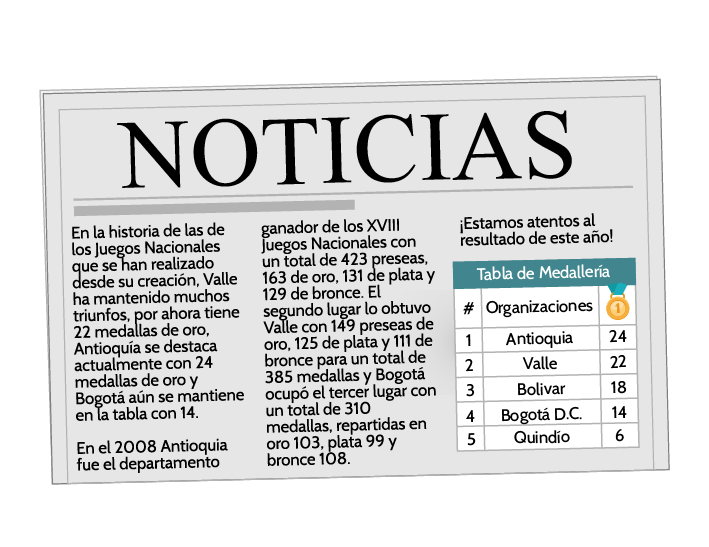 NOTICIAS
En la historia de las de
los Juegos Nacionales
que se han realizado
desde su creación, Valle
ha mantenido muchos
triunfos, por ahora tiene
22 medallas de oro,
Antioquía se destaca
actualmente con 24
medallas de oro y
Bogotá aún se mantiene
en la tabla con 14.
En el 2008 Antioquia
fue el departamento
ganador de los XVIII
Juegos Nacionales con
un total de 423 preseas,
163 de oro, 131 de plata y
129 de bronce. El
segundo lugar lo obtuvo
Valle con 149 preseas de
oro, 125 de plata y 111 de
bronce para un total de
385 medallas y Bogotá
ocupó el tercer lugar con
un total de 310
medallas, repartidas en
oro 103, plata 99 y
bronce 108.
¡Estamos atentos al
resultado de este año!
Tabla de Medallería
# Organizaciones 1
1 Antioquia 24
2 Valle 22
3 Bolivar 18
4 Bogotá D.C. 14
5 Quindío 6